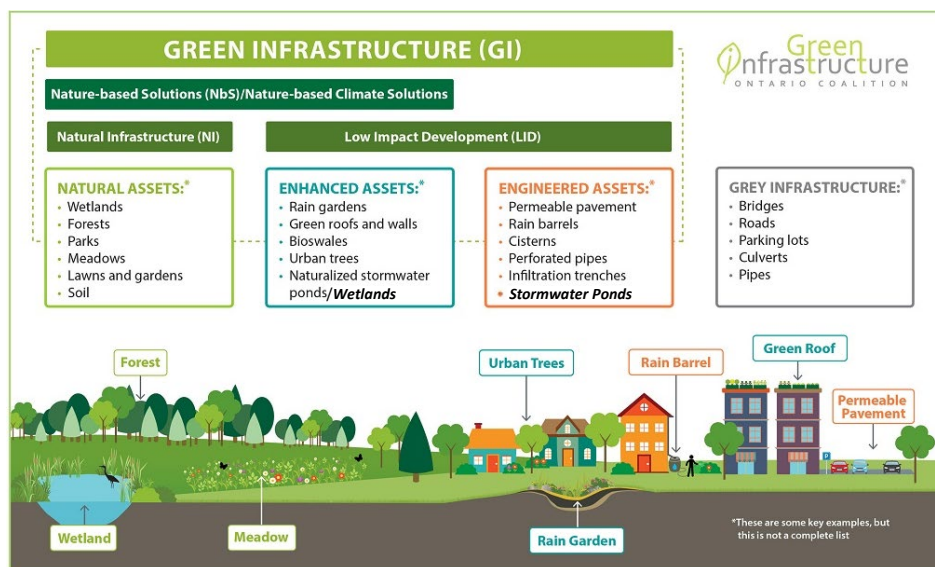 GREEN INFRASTRUCTURE (GI)
Green
Infrastructure
ONTARIO COALITION
Nature-based Solutions (NbS)/Nature-based Climate Solutions
Natural Infrastructure (NI)
Low Impact Development (LID)
NATURAL ASSETS:*
• Wetlands
• Forests
• Parks
• Meadows
• Lawns and gardens
• Soil
ENHANCED ASSETS:*
• Rain gardens
• Green roofs and walls
• Bioswales
• Urban trees
• Naturalized stormwater
ponds/Wetlands
ENGINEERED ASSETS:*
• Permeable pavement
• Rain barrels
• Cisterns
• Perforated pipes
• Infiltration trenches
• Stormwater Ponds
GREY INFRASTRUCTURE:*
• Bridges
• Roads
• Parking lots
• Culverts
• Pipes
Forest
Urban Trees
Rain Barrel
Green Roof
Permeable
Pavement
P
Wetland
Meadow
Rain Garden
*These are some key examples, but
this is not a complete list